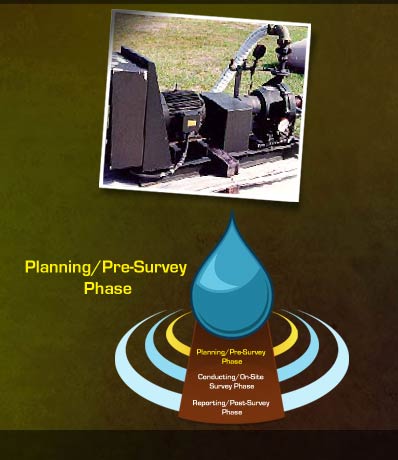 Planning/Pre-Survey
Phase
Planning/Pre-Survey
Phase
Conducting/On-Site
Survey Phase
Reporting/Post-Survey
Phase